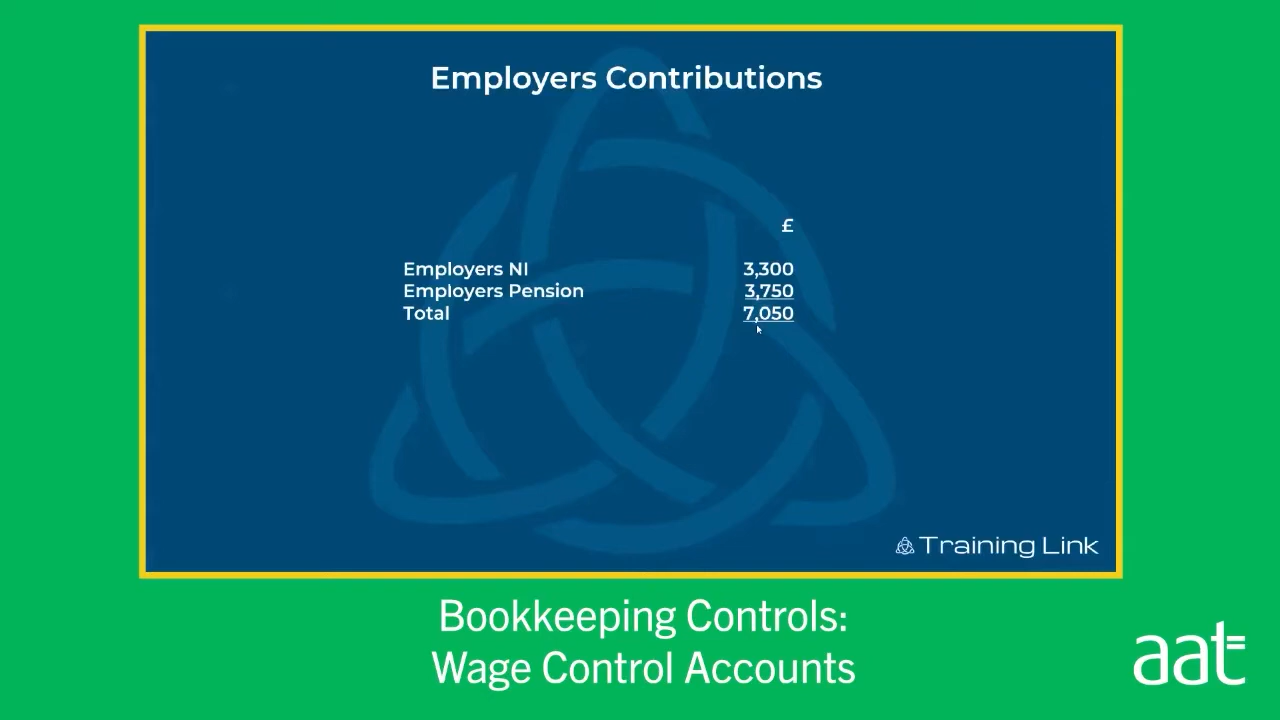 Employers Contributions
£
Employers NI 3,300
Employers Pension 3,750
Total 7,050
Training Link
Bookkeeping Controls:
Wage Control Accounts
aat